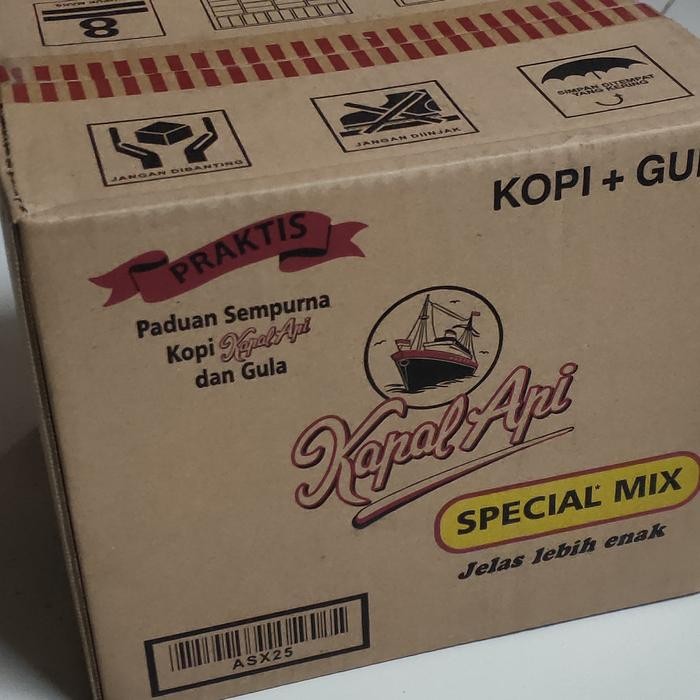 8
JANGAN DIBANTING
JANGAN DIINJAK
SIMPAN DITEMPAT
YANG KERING
KOPI + GU
PRAKTIS
Paduan Sempurna
Kopi Kapal Api
dan Gula
Kapal Api
SPECIAL* MIX
Jelas lebih enak
ASX25